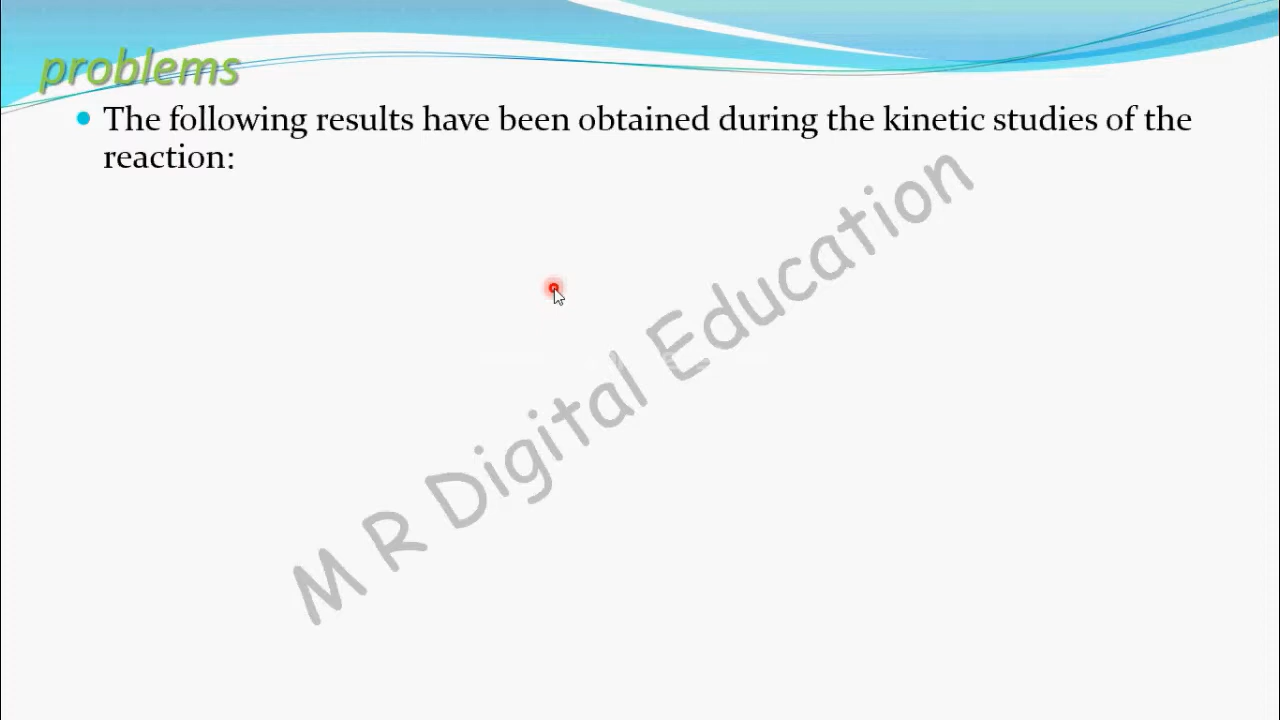 problems
The following results have been obtained during the kinetic studies of the
reaction:
M R Digital Education